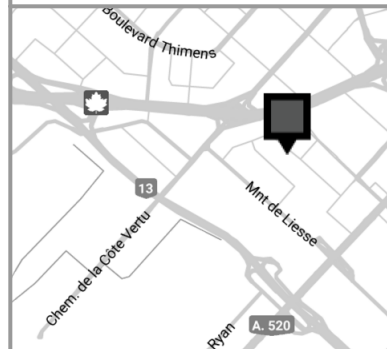 Boulevard Thimens
13
Mnt de Liesse
Chem. de la Côte Vertu
A. 520
Ryan